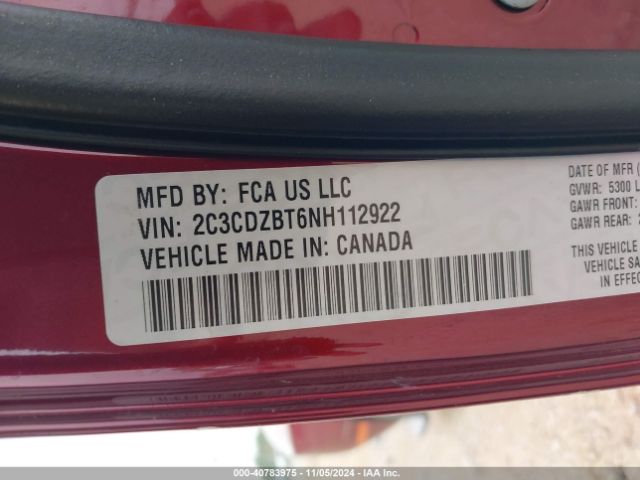 MFD BY: FCA US LLC
VIN: 2C3CDZBT6NH112922
VEHICLE MADE IN: CANADA
DATE OF MFR (
GVWR: 5300 L
GAWR FRONT:
GAWR REAR:
THIS VEHICLE
VEHICLE SA
IN EFFEC
000-40783975 - 11/05/2024 - IAA Inc.